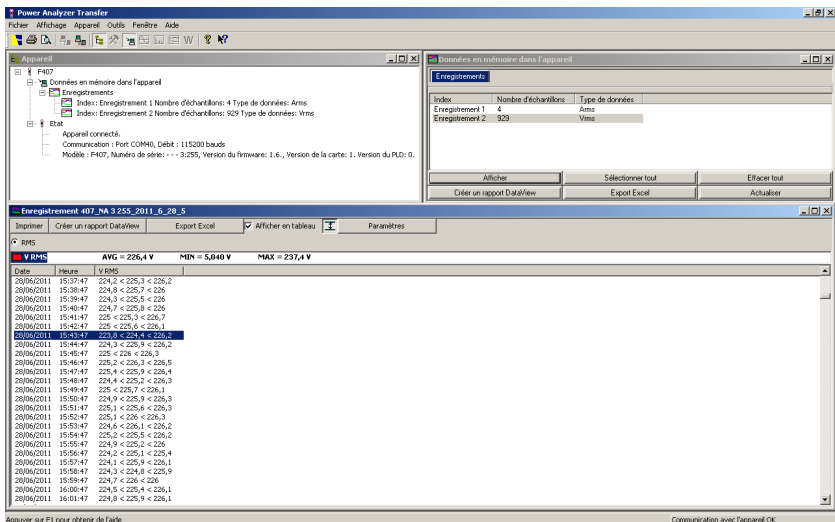 Power Analyzer Transfer
Fichier Affichage Appareil Outils Fenêtre Aide
Appareil
F407
Données en mémoire dans l'appareil
Enregistrements
Index: Enregistrement 1 Nombre d'échantillons: 4 Type de données: Arms
Index: Enregistrement 2 Nombre d'échantillons: 929 Type de données: Vrms
Etat
Appareil connecté.
Communication : Port COM40, Débit : 115200 bauds
Modèle : F407, Numéro de série: - - - 3:255, Version du firmware: 1.6., Version de la carte: 1. Version du PLD: 0.
Données en mémoire dans l'appareil
Enregistrements
Index Nombre d'échantillons Type de données
Enregistrement 1 4 Arms
Enregistrement 2 929 Vrms
Afficher Sélectionner tout Effacer tout
Créer un rapport DataView Export Excel Actualiser
Enregistrement 407_NA 3 255_2011_6_28_5
Imprimer Créer un rapport DataView Export Excel Afficher en tableau Paramètres
RMS
V RMS AVG = 226,4 V MIN = 5,040 V MAX = 237,4 V
Date Heure V RMS
28/06/2011 15:37:47 224,2 < 225,3 < 226,2
28/06/2011 15:38:47 224,8 < 225,7 < 226
28/06/2011 15:39:47 224,3 < 225,5 < 226
28/06/2011 15:40:47 224,7 < 225,8 < 226
28/06/2011 15:41:47 225 < 225,3 < 226,7
28/06/2011 15:42:47 225 < 225,6 < 226,1
28/06/2011 15:43:47 223,8 < 224,4 < 226,2
28/06/2011 15:44:47 224,3 < 225,9 < 226,2
28/06/2011 15:45:47 225 < 226 < 226,3
28/06/2011 15:46:47 225,2 < 226,3 < 226,5
28/06/2011 15:47:47 225,4 < 225,9 < 226,4
28/06/2011 15:48:47 224,4 < 225,2 < 226,3
28/06/2011 15:49:47 225 < 225,7 < 226,1
28/06/2011 15:50:47 224,9 < 225,9 < 226,3
28/06/2011 15:51:47 225,1 < 225,6 < 226,3
28/06/2011 15:52:47 225,1 < 226 < 226,3
28/06/2011 15:53:47 224,6 < 226,1 < 226,2
28/06/2011 15:54:47 225,2 < 225,5 < 226,2
28/06/2011 15:55:47 224,9 < 225,2 < 226
28/06/2011 15:56:47 224,2 < 225,1 < 225,4
28/06/2011 15:57:47 224,1 < 225,9 < 226,1
28/06/2011 15:58:47 224,3 < 224,8 < 225,9
28/06/2011 15:59:47 224,7 < 226 < 226
28/06/2011 16:00:47 224,5 < 225,4 < 226,1
28/06/2011 16:01:47 224,8 < 225,9 < 226,1
Appuyer sur F1 pour obtenir de l'aide Communication avec l'appareil OK